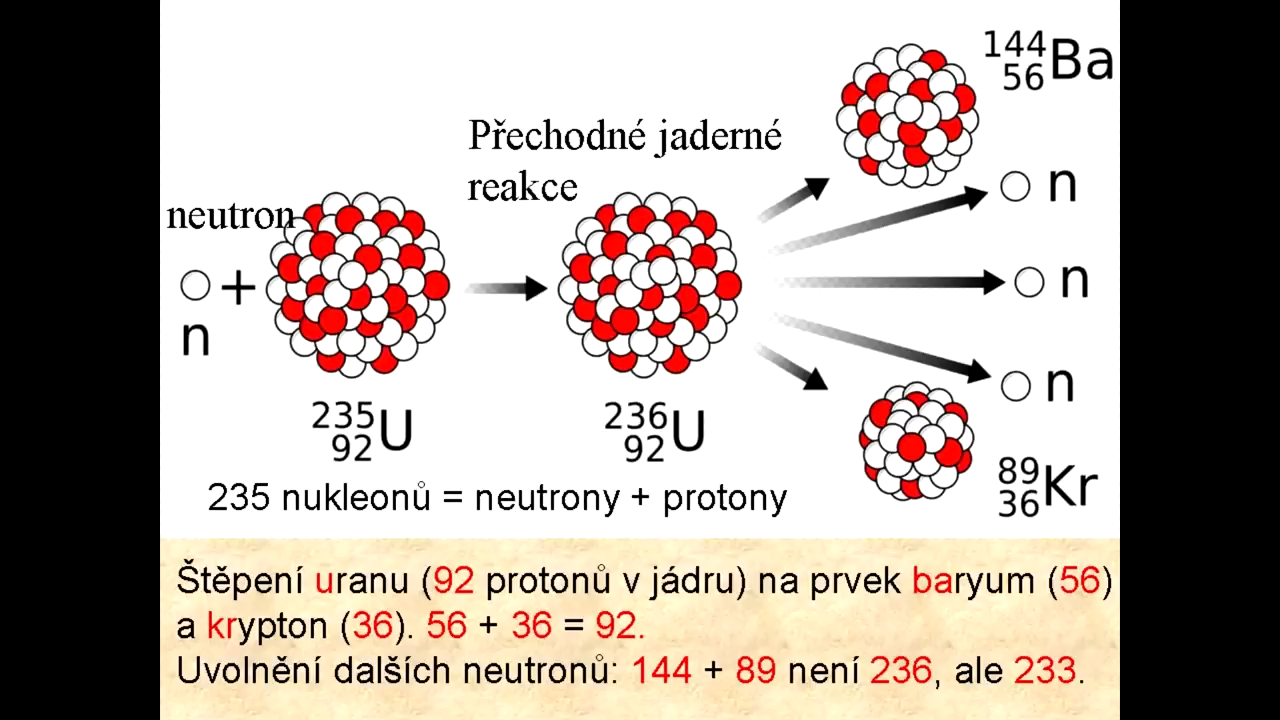 neutron
n
+
Přechodné jaderné
reakce
235
92U
236
92U
144
56Ba
n
n
n
89
36Kr
235 nukleonů = neutrony + protony
Štěpení uranu (92 protonů v jádru) na prvek baryum (56)
a krypton (36). 56 + 36 = 92.
Uvolnění dalších neutronů: 144 + 89 není 236, ale 233.